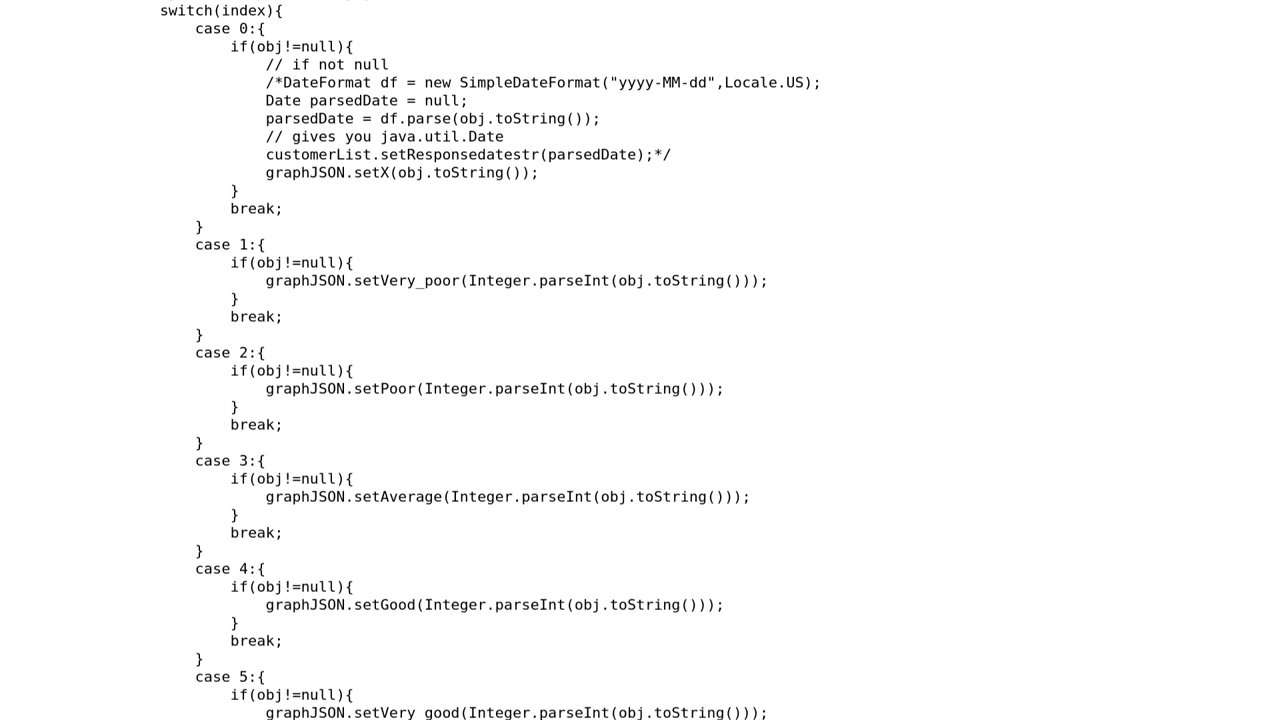 switch(index){
case 0:{
if(obj!=null){
// if not null
/*DateFormat df = new SimpleDateFormat("yyyy-MM-dd",Locale.US);
Date parsedDate = null;
parsedDate = df.parse(obj.toString());
// gives you java.util.Date
customerList.setResponsedatestr(parsedDate);*/
graphJSON.setX(obj.toString());
}
break;
}
case 1:{
if(obj!=null){
graphJSON.setVery_poor(Integer.parseInt(obj.toString()));
}
break;
}
case 2:{
if(obj!=null){
graphJSON.setPoor(Integer.parseInt(obj.toString()));
}
break;
}
case 3:{
if(obj!=null){
graphJSON.setAverage(Integer.parseInt(obj.toString()));
}
break;
}
case 4:{
if(obj!=null){
graphJSON.setGood(Integer.parseInt(obj.toString()));
}
break;
}
case 5:{
if(obj!=null){
graphJSON.setVery_good(Integer.parseInt(obj.toString()));